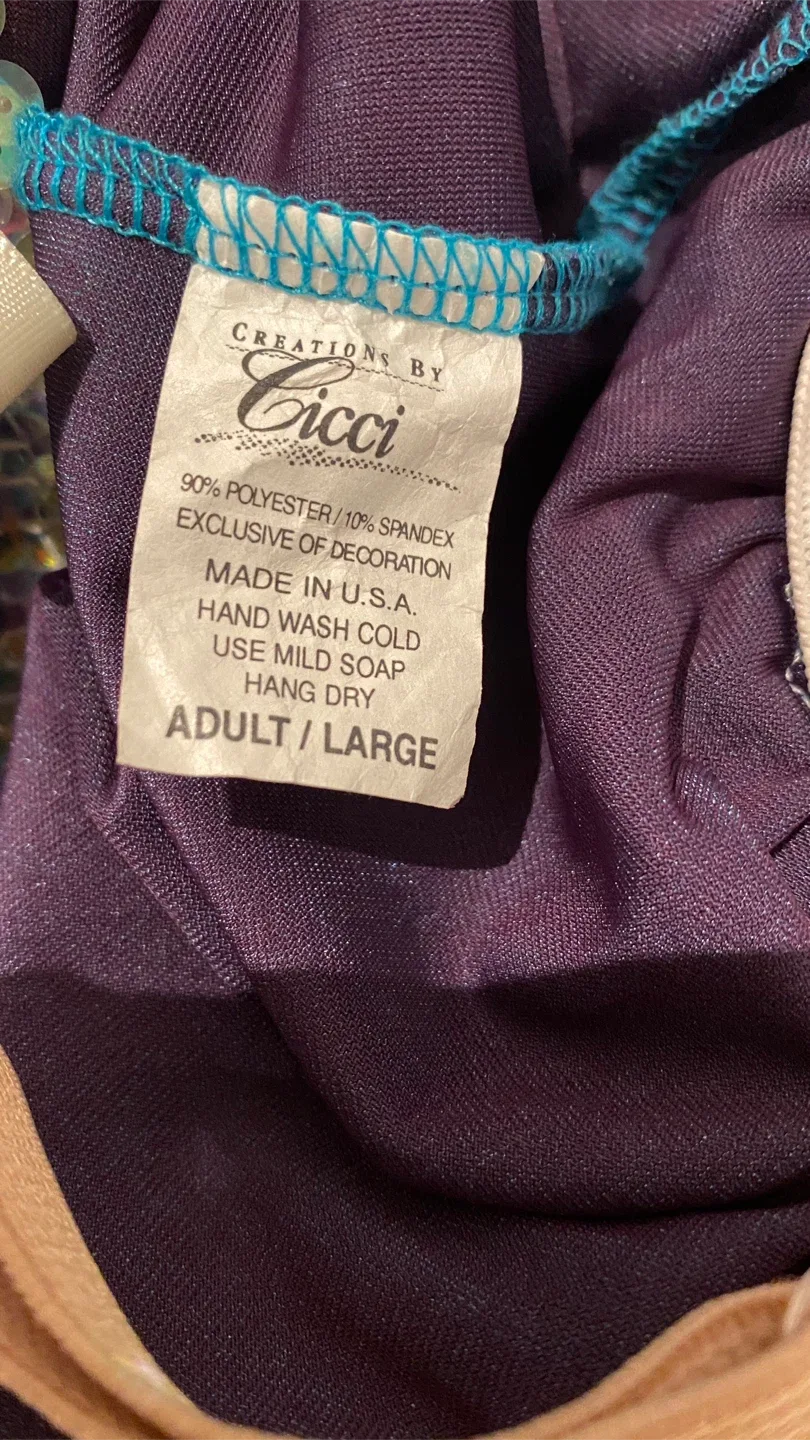 CREATIONS BY
Cicci
90% POLYESTER / 10% SPANDEX
EXCLUSIVE OF DECORATION
MADE IN U.S.A.
HAND WASH COLD
USE MILD SOAP
HANG DRY
ADULT / LARGE